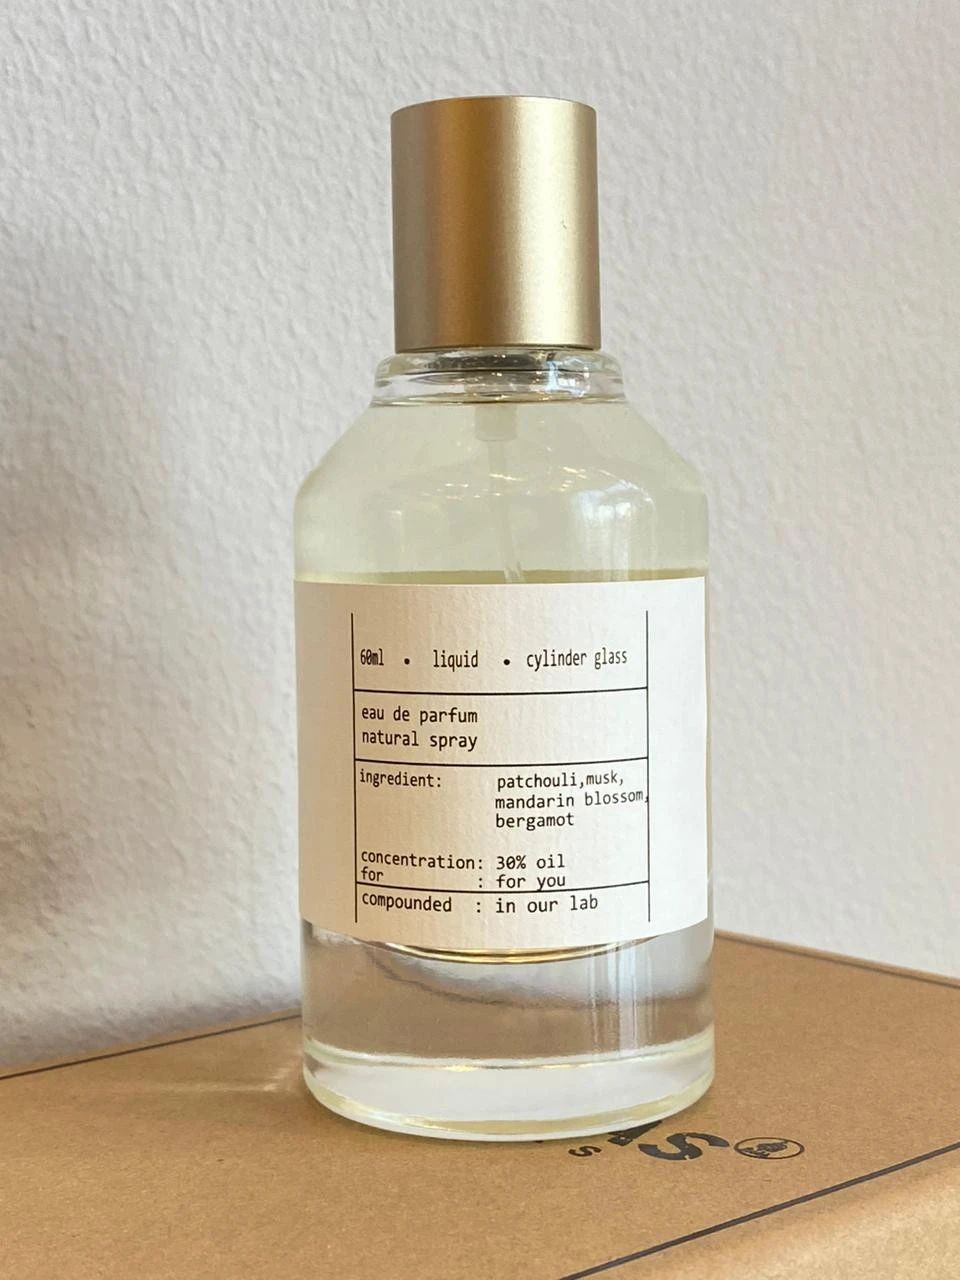 60ml • liquid • cylinder glass
eau de parfum
natural spray
ingredient: patchouli,musk,
mandarin blossom,
bergamot
concentration: 30% oil
for : for you
compounded : in our lab